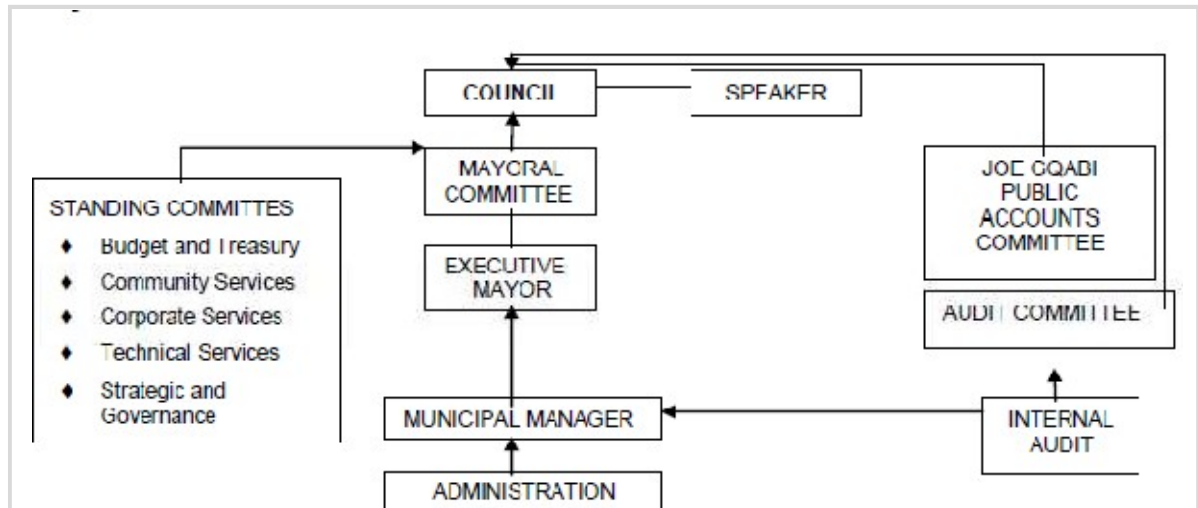 COUNCIL
SPEAKER
MAYORAL
COMMITTEE
JOE GQABI
PUBLIC
ACCOUNTS
COMMITTEE
STANDING COMMITTES
♦ Budget and Treasury
♦ Community Services
♦ Corporate Services
♦ Technical Services
♦ Strategic and
Governance
EXECUTIVE
MAYOR
AUDIT COMMITTEE
MUNICIPAL MANAGER
INTERNAL
AUDIT
ADMINISTRATION